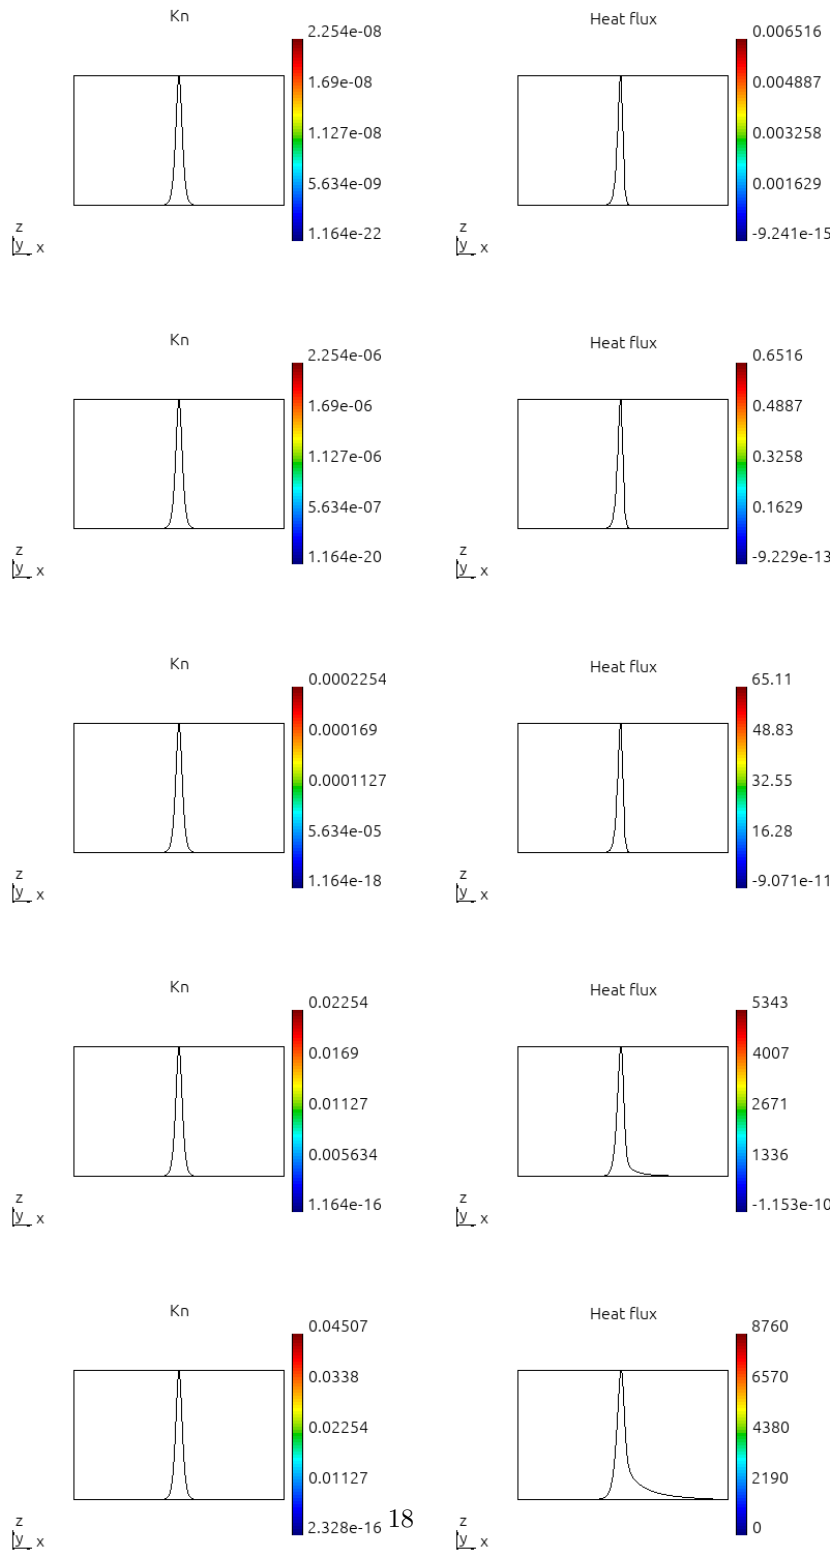 Kn
2.254e-08
1.69e-08
1.127e-08
5.634e-09
1.164e-22
z
y x
Heat flux
0.006516
0.004887
0.003258
0.001629
-9.241e-15
z
y x
Kn
2.254e-06
1.69e-06
1.127e-06
5.634e-07
1.164e-20
z
y x
Heat flux
0.6516
0.4887
0.3258
0.1629
-9.229e-13
z
y x
Kn
0.0002254
0.000169
0.0001127
5.634e-05
1.164e-18
z
y x
Heat flux
65.11
48.83
32.55
16.28
-9.071e-11
z
y x
Kn
0.02254
0.0169
0.01127
0.005634
1.164e-16
z
y x
Heat flux
5343
4007
2671
1336
-1.153e-10
z
y x
Kn
0.04507
0.0338
0.02254
0.01127
2.328e-16
z
y x
Heat flux
8760
6570
4380
2190
0
z
y x
18